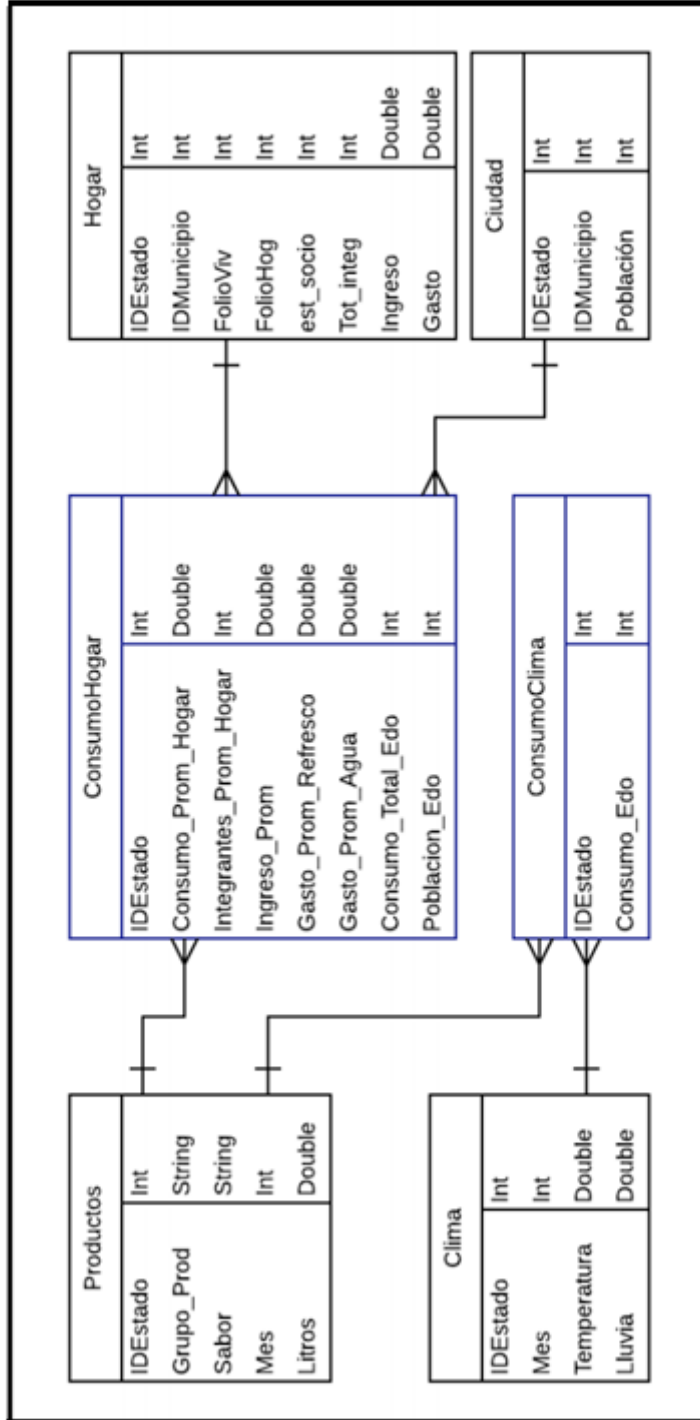 Productos
IDEstado Int
Grupo_Prod String
Sabor String
Mes Int
Litros Double
Clima
IDEstado Int
Mes Int
Temperatura Double
Lluvia Double
ConsumoHogar
IDEstado Int
Consumo_Prom_Hogar Double
Integrantes_Prom_Hogar Int
Ingreso_Prom Double
Gasto_Prom_Refresco Double
Gasto_Prom_Agua Double
Consumo_Total_Edo Int
Poblacion_Edo Int
ConsumoClima
IDEstado Int
Consumo_Edo Int
Hogar
IDEstado Int
IDMunicipio Int
FolioViv Int
FolioHog Int
est_socio Int
Tot_integ Int
Ingreso Double
Gasto Double
Ciudad
IDEstado Int
IDMunicipio Int
Población Int